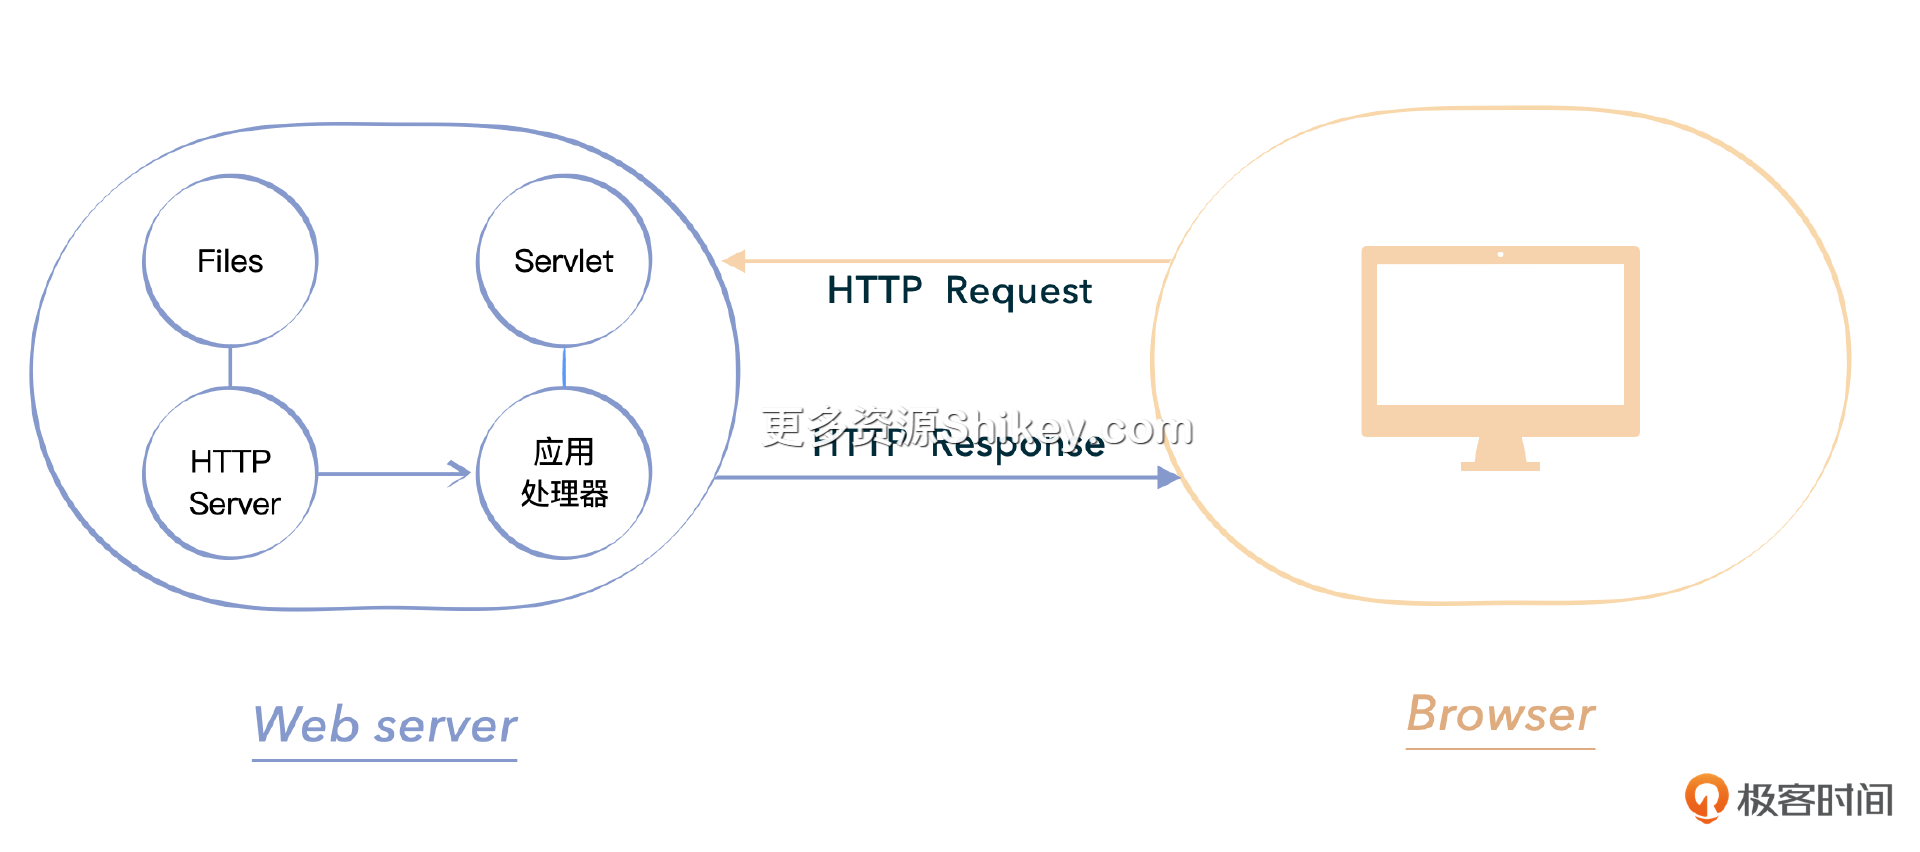 Files
Servlet
HTTP Request
更多资源Shikey.com
HTTP Response
HTTP
Server
应用
处理器
Web server
Browser
极客时间